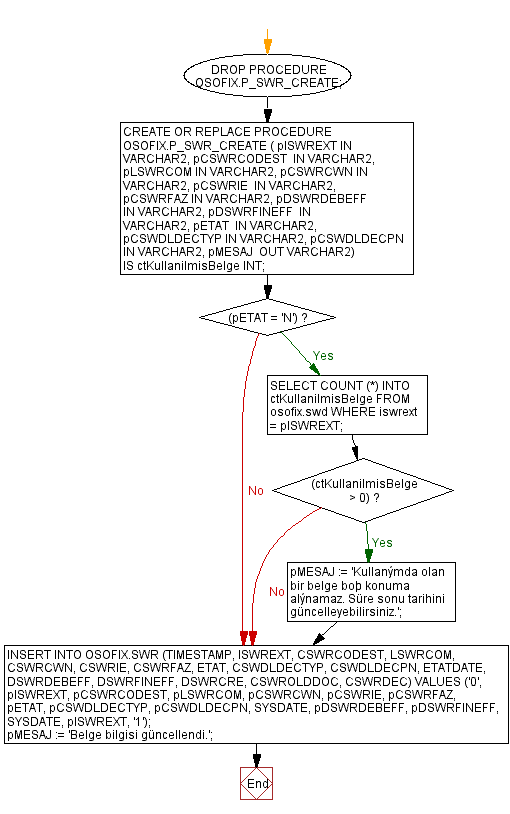 DROP PROCEDURE
OSOFIX.P_SWR_CREATE;
CREATE OR REPLACE PROCEDURE
OSOFIX.P_SWR_CREATE ( pISWREXT IN
VARCHAR2, pCSWRCODEST  IN VARCHAR2,
pLSWRCOM IN VARCHAR2, pCSWRCWN IN
VARCHAR2, pCSWRIE  IN VARCHAR2,
pCSWRFAZ IN VARCHAR2, pDSWRDEBEFF
IN VARCHAR2, pDSWRFINEFF  IN
VARCHAR2, pETAT  IN VARCHAR2,
pCSWDLDECTYP IN VARCHAR2, pCSWDLDECPN
IN VARCHAR2, pMESAJ  OUT VARCHAR2)
IS ctKullanilmisBelge INT;
(pETAT = 'N') ?
Yes
SELECT COUNT (*) INTO
ctKullanilmisBelge FROM
osofix.swd WHERE iswrext
= pISWREXT;
No
(ctKullanilmisBelge
> 0) ?
Yes
No
pMESAJ := 'Kullanýmda olan
bir belge boþ konuma
alýnamaz. Süre sonu tarihini
güncelleyebilirsiniz.';
INSERT INTO OSOFIX.SWR (TIMESTAMP, ISWREXT, CSWRCODEST, LSWRCOM,
CSWRCWN, CSWRIE, CSWRFAZ, ETAT, CSWDLDECTYP, CSWDLDECPN, ETATDATE,
DSWRDEBEFF, DSWRFINEFF, DSWRCRE, CSWROLDDOC, CSWRDEC) VALUES ('0',
pISWREXT, pCSWRCODEST, pLSWRCOM, pCSWRCWN, pCSWRIE, pCSWRFAZ,
pETAT, pCSWDLDECTYP, pCSWDLDECPN, SYSDATE, pDSWRDEBEFF, pDSWRFINEFF,
SYSDATE, pISWREXT, '1');
pMESAJ := 'Belge bilgisi güncellendi.';
End